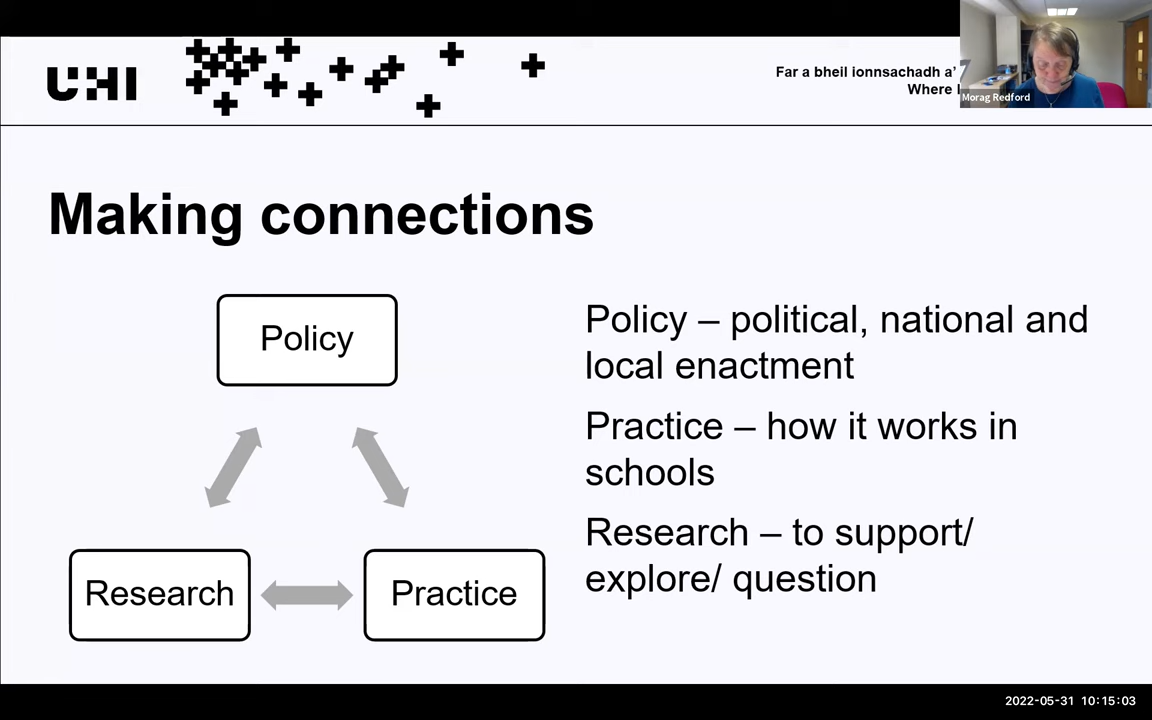 UHI
Far a bheil ionnsachadh a'
Where
Morag Redford
Making connections
Policy
Research
Practice
Policy – political, national and
local enactment
Practice – how it works in
schools
Research – to support/
explore/ question
2022-05-31 10:15:03